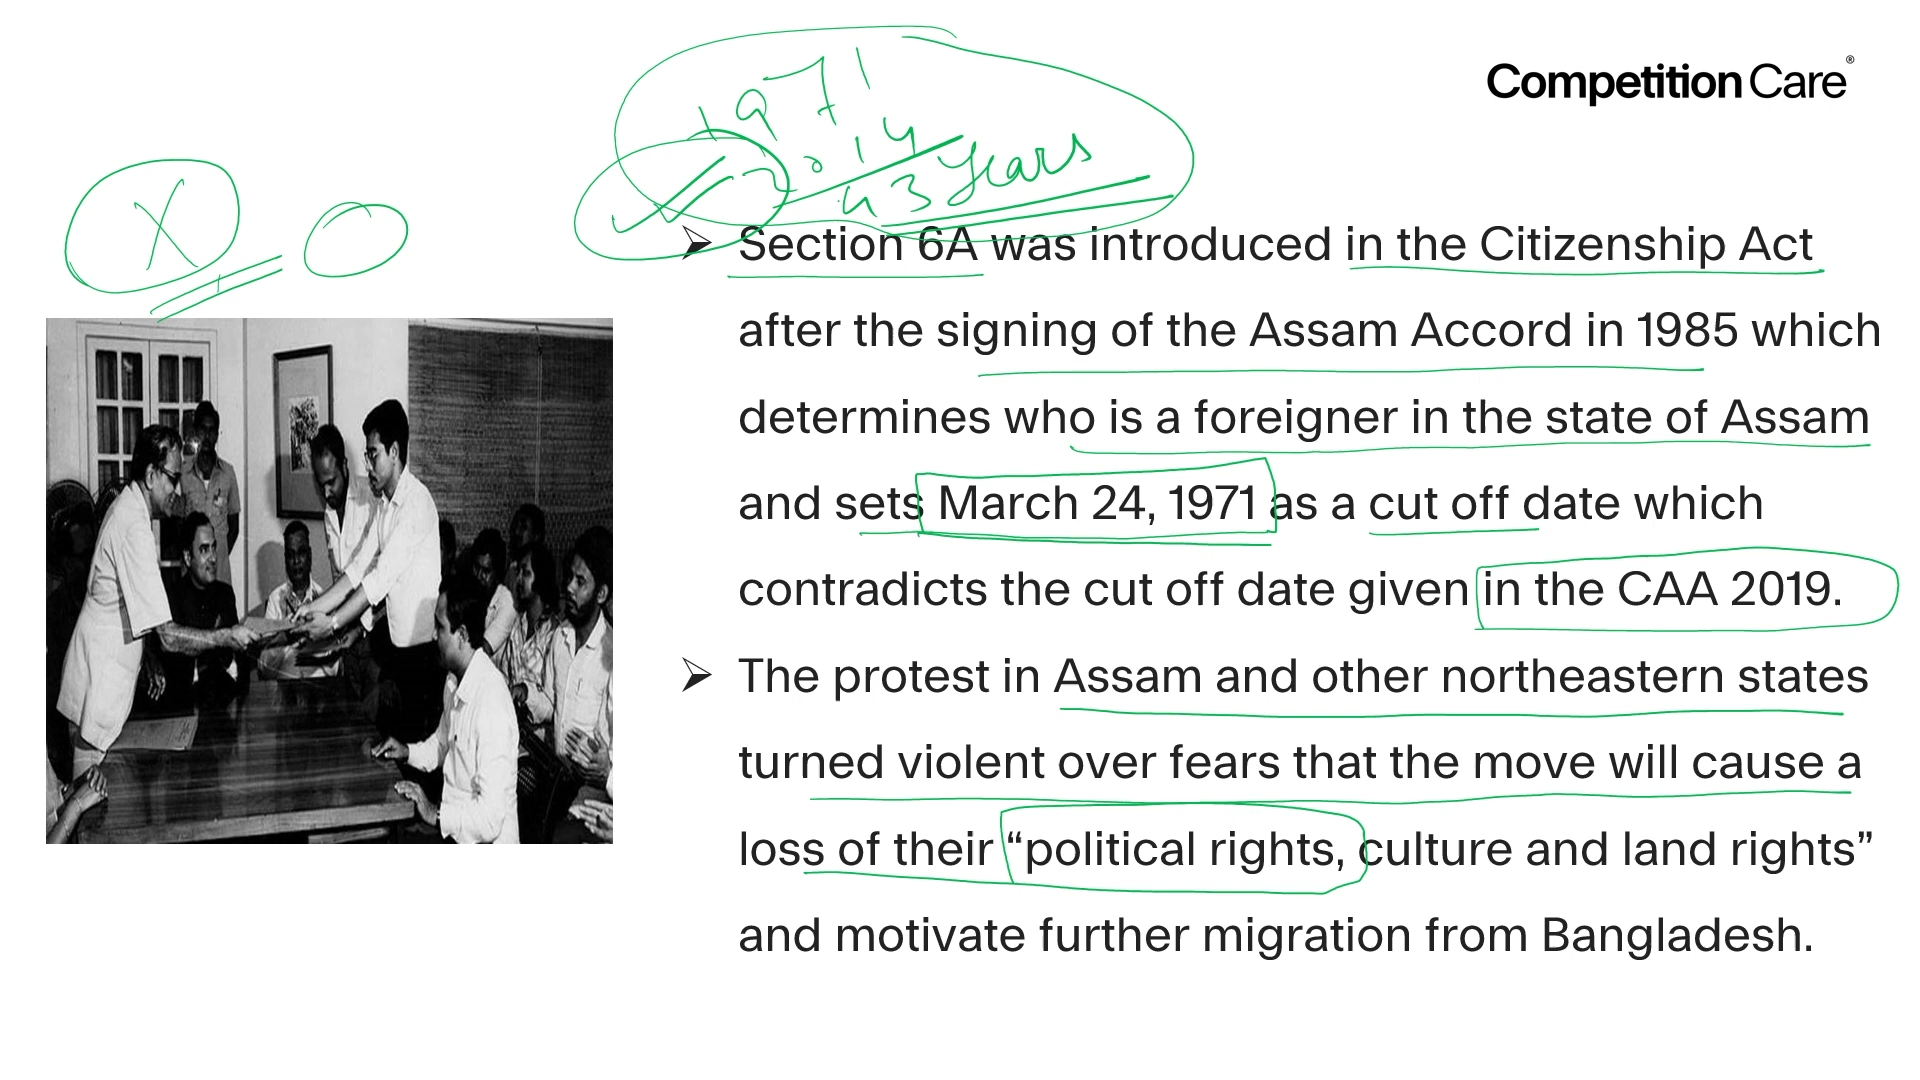 1971
Competition Care®
2014
43 years
X
Section 6A was introduced in the Citizenship Act
after the signing of the Assam Accord in 1985 which
determines who is a foreigner in the state of Assam
and sets March 24, 1971 as a cut off date which
contradicts the cut off date given in the CAA 2019.
The protest in Assam and other northeastern states
turned violent over fears that the move will cause a
loss of their “political rights, culture and land rights”
and motivate further migration from Bangladesh.